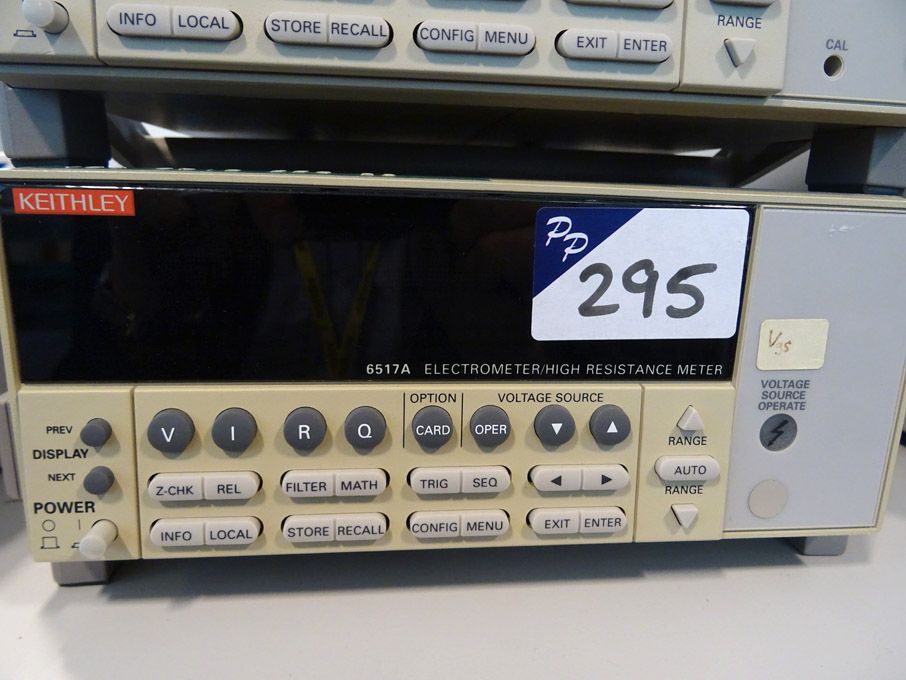 INFO LOCAL STORE RECALL CONFIG MENU EXIT ENTER
RANGE
CAL
KEITHLEY
PP
295
6517A ELECTROMETER/HIGH RESISTANCE METER
Vgs
VOLTAGE
SOURCE
OPERATE
OPTION VOLTAGE SOURCE
PREV
DISPLAY
NEXT
POWER
V I R Q CARD OPER
RANGE
Z-CHK REL FILTER MATH TRIG SEQ
AUTO
RANGE
INFO LOCAL STORE RECALL CONFIG MENU EXIT ENTER